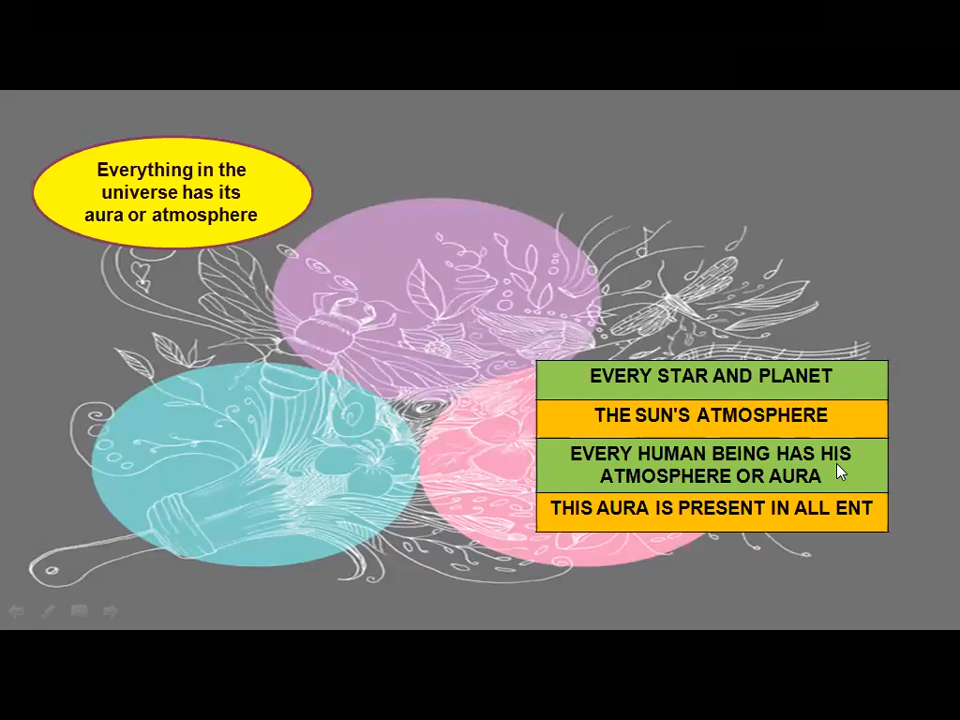 Everything in the
universe has its
aura or atmosphere
EVERY STAR AND PLANET
THE SUN'S ATMOSPHERE
EVERY HUMAN BEING HAS HIS
ATMOSPHERE OR AURA
THIS AURA IS PRESENT IN ALL ENT